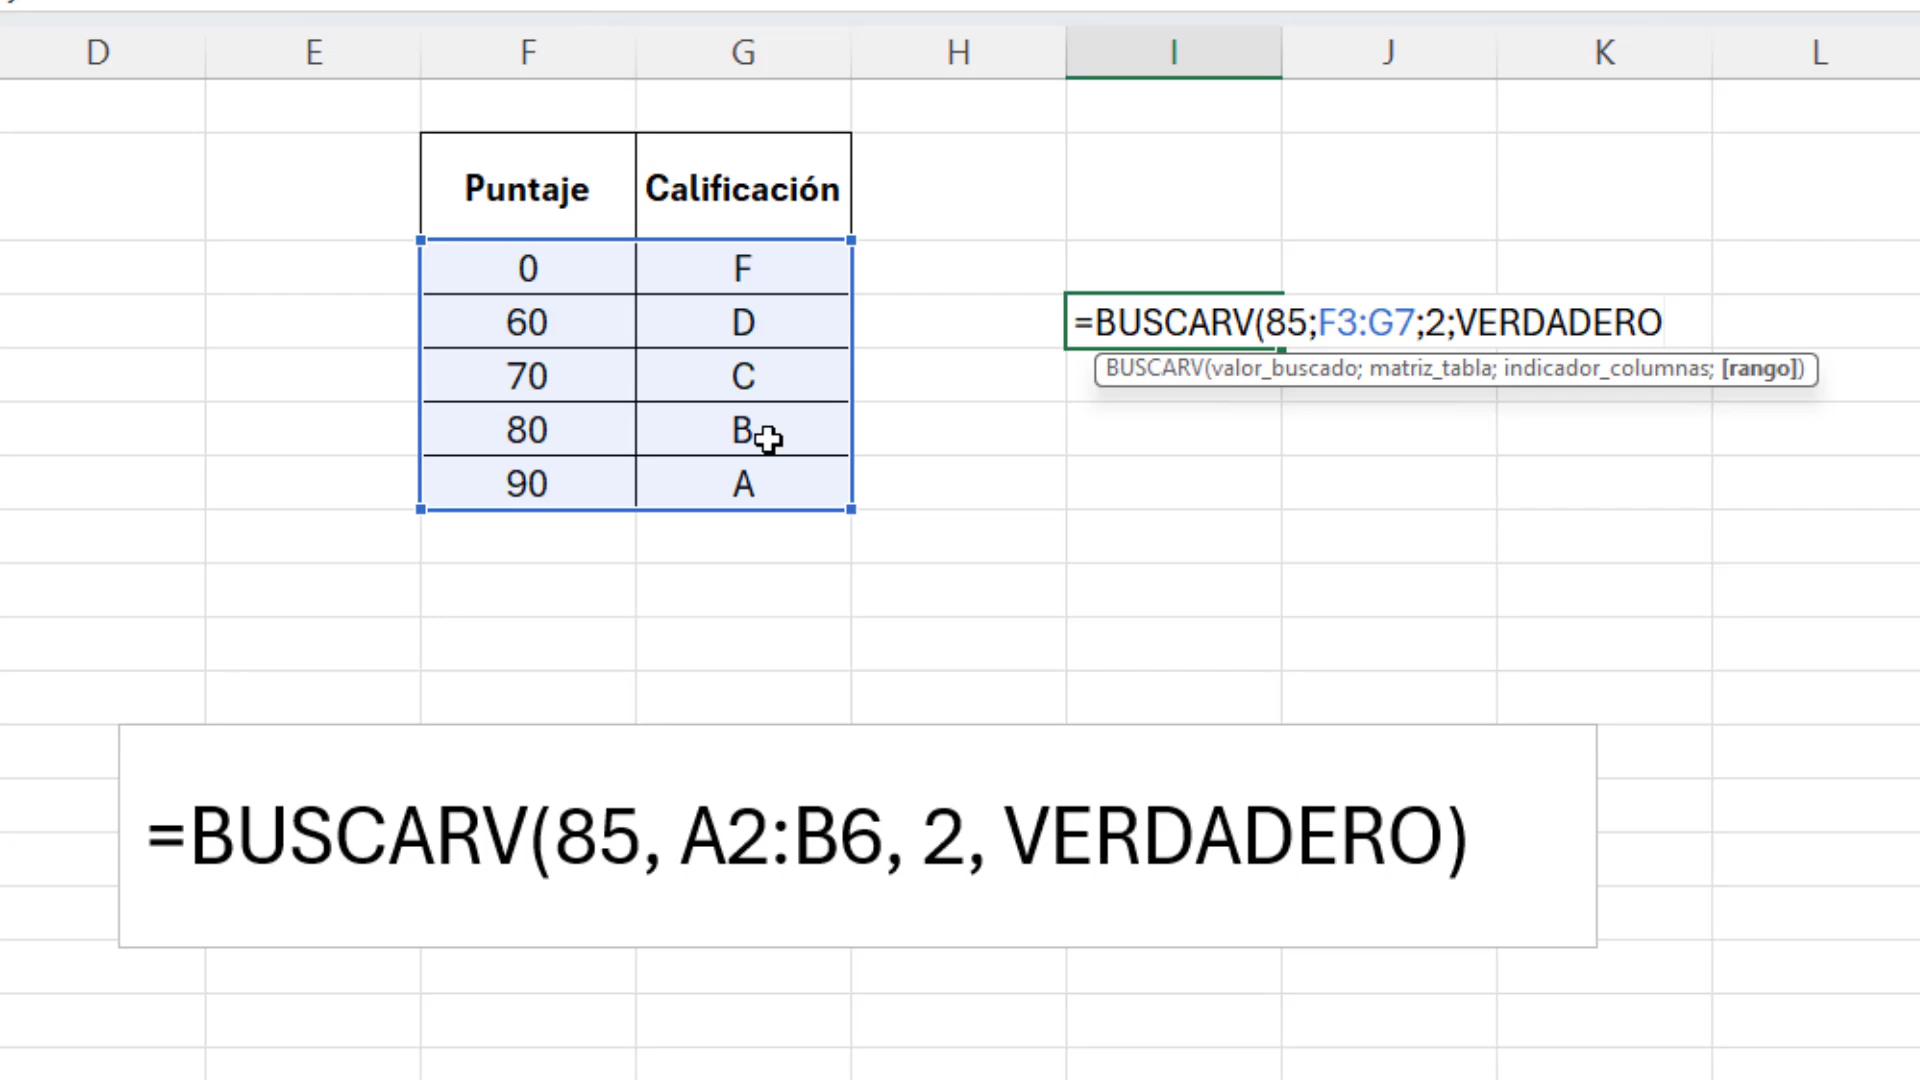 D E F G H I J K L
Puntaje Calificación
0 F
60 D
=BUSCARV(85;F3:G7;2;VERDADERO
BUSCARV(valor_buscado; matriz_tabla; indicador_columnas; [rango])
70 C
80 B
90 A
=BUSCARV(85, A2:B6, 2, VERDADERO)